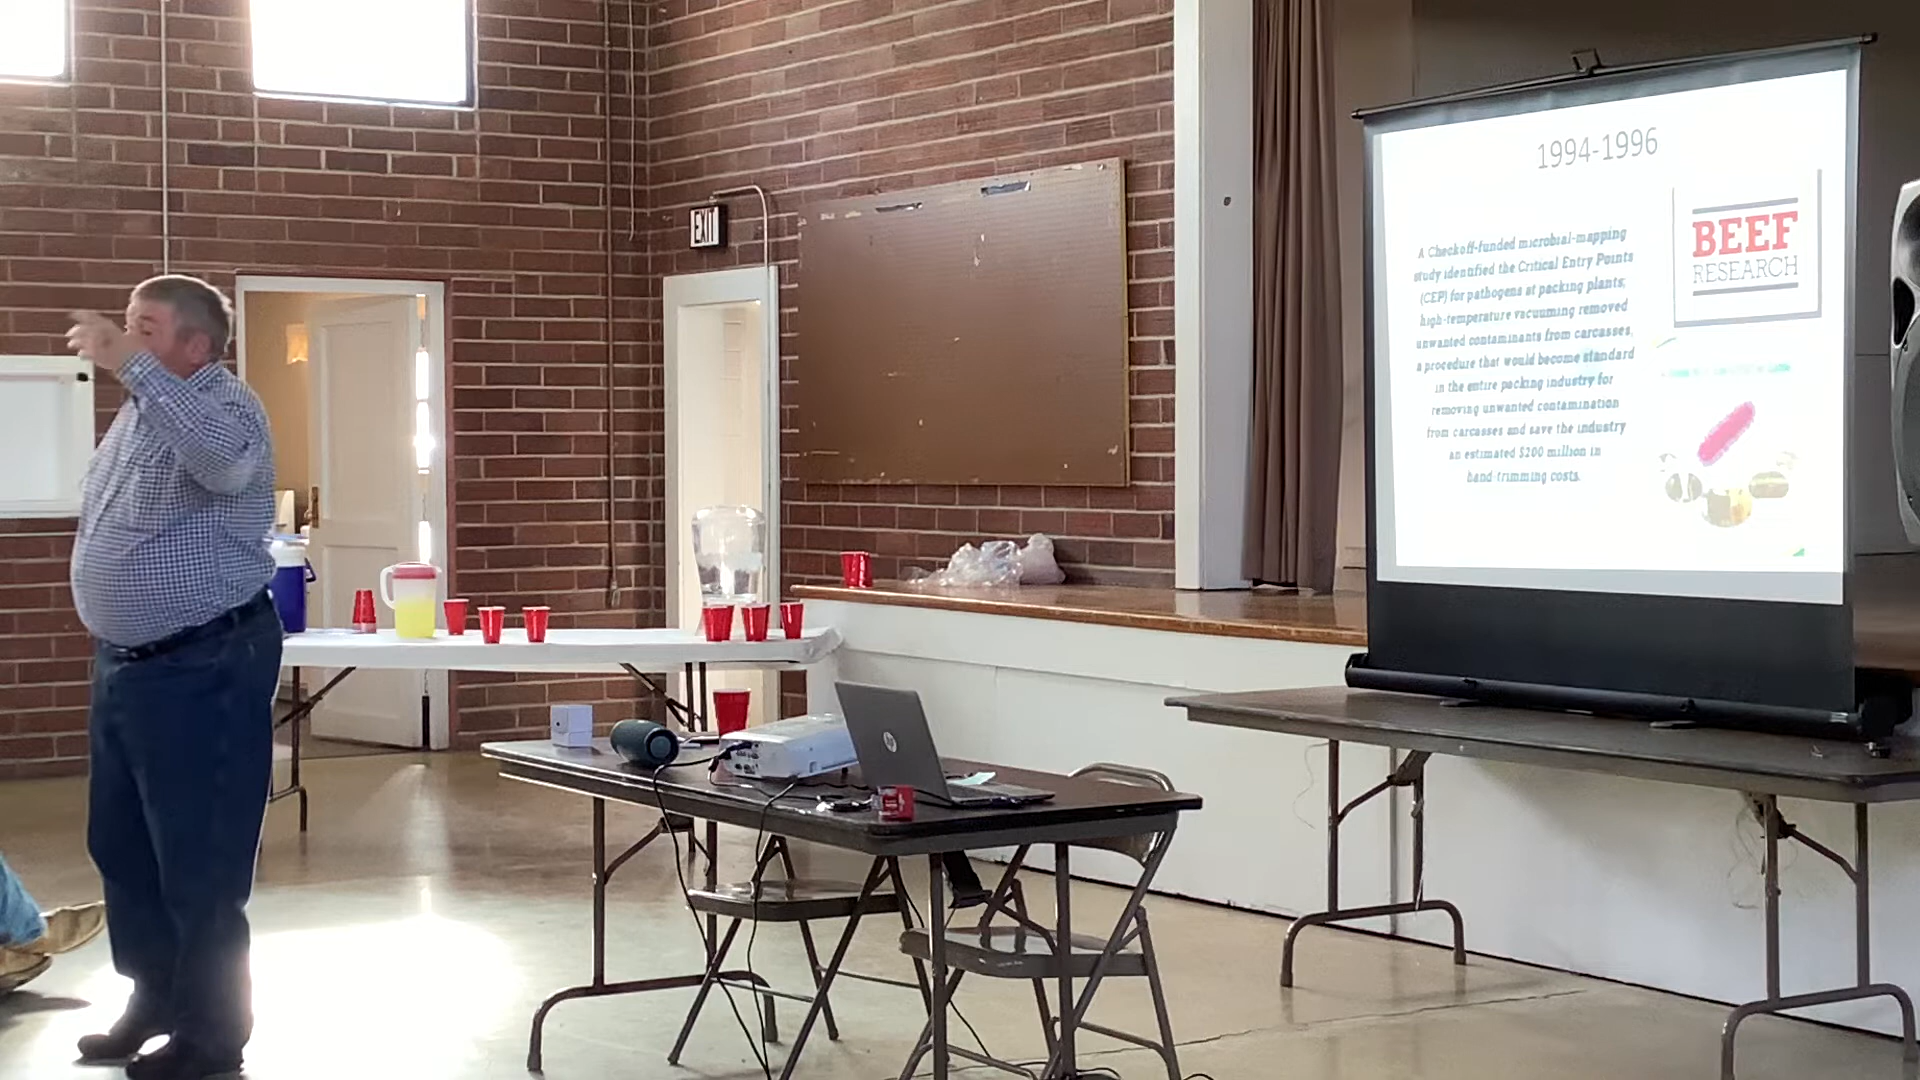 EXIT
1994-1996
BEEF
RESEARCH
A Checkoff-funded microbial-mapping
study identified the Critical Entry Points
(CEP) for pathogens at packing plants;
high-temperature vacuuming removed
unwanted contaminants from carcasses,
a procedure that would become standard
in the entire packing industry for
removing unwanted contamination
from carcasses and save the industry
an estimated $200 million in
hand-trimming costs.
hp